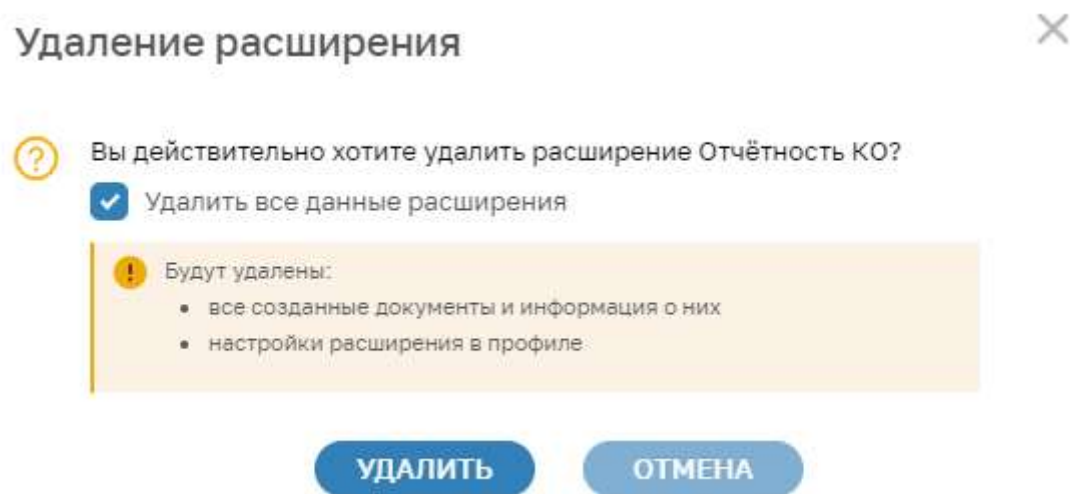 Удаление расширения
Вы действительно хотите удалить расширение Отчётность КО?
Удалить все данные расширения
Будут удалены:
• все созданные документы и информация о них
• настройки расширения в профиле
УДАЛИТЬ ОТМЕНА